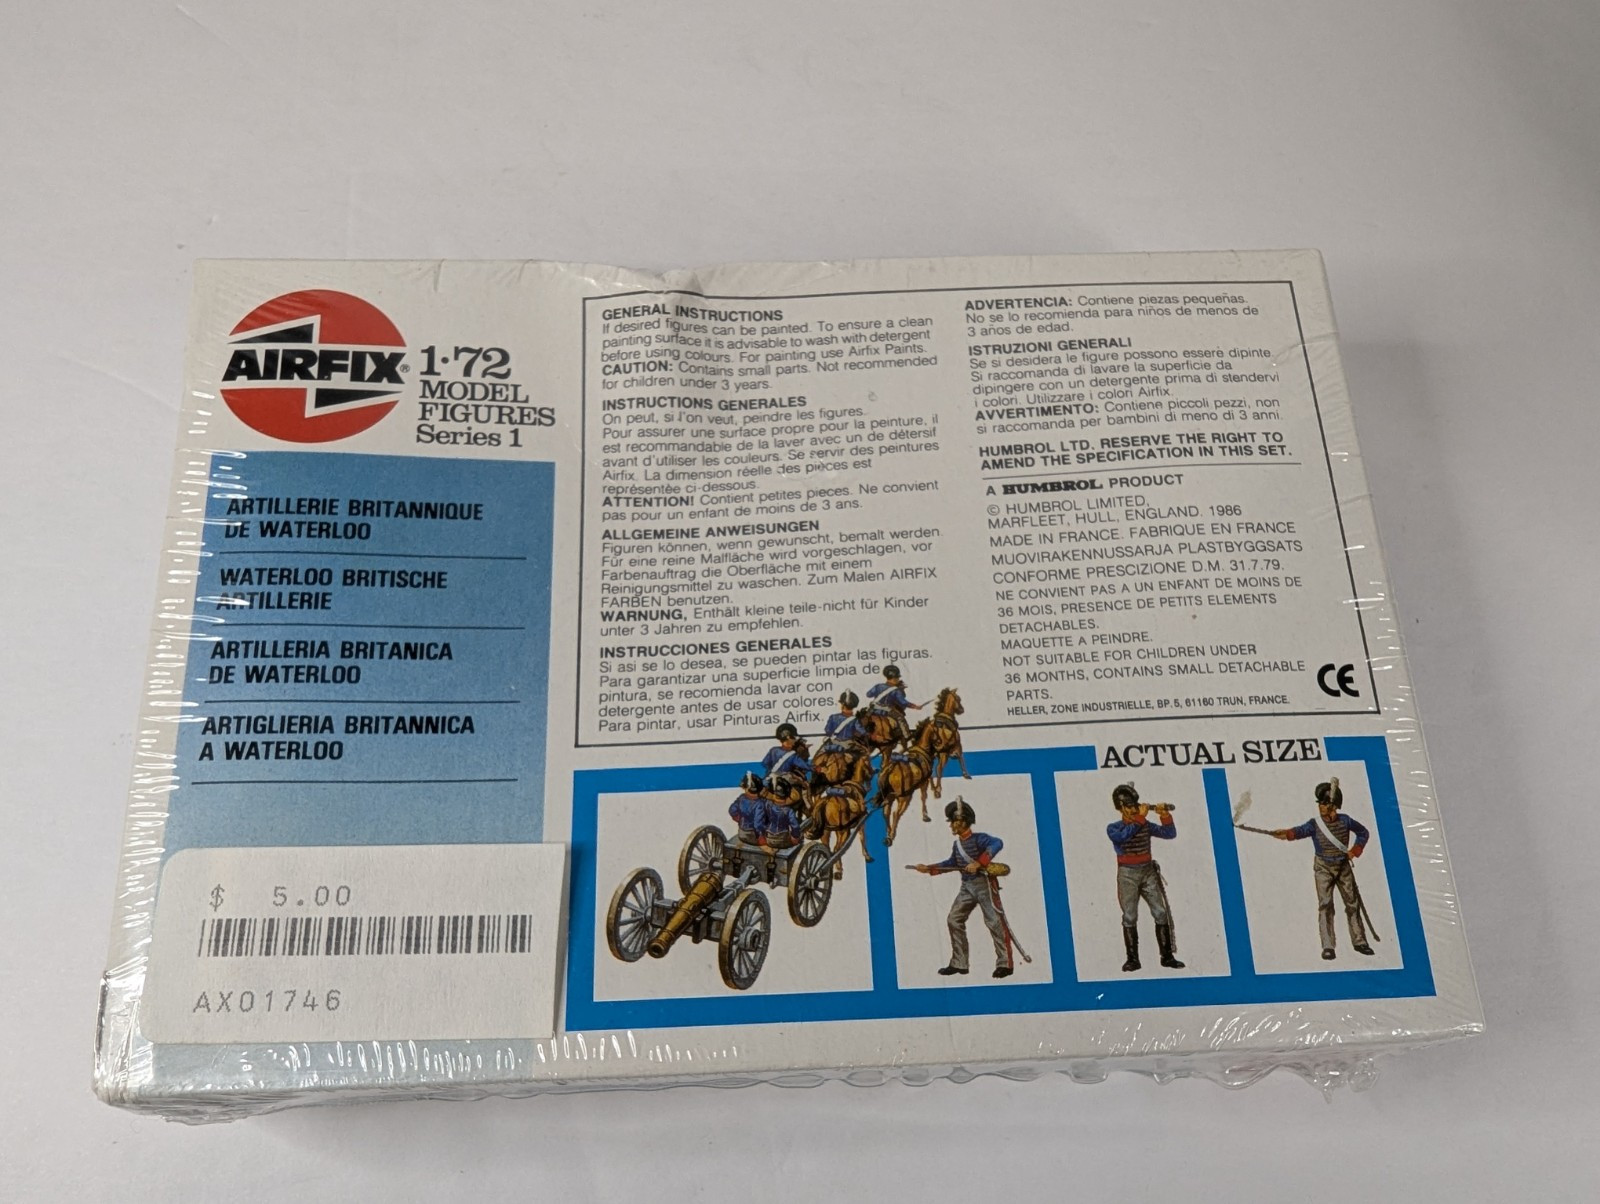 AIRFIX®
1·72
MODEL
FIGURES
Series 1
ARTILLERIE BRITANNIQUE
DE WATERLOO
WATERLOO BRITISCHE
ARTILLERIE
ARTILLERIA BRITANICA
DE WATERLOO
ARTIGLIERIA BRITANNICA
A WATERLOO
$ 5.00
AX01746
GENERAL INSTRUCTIONS
If desired figures can be painted. To ensure a clean
painting surface it is advisable to wash with detergent
before using colours. For painting use Airfix Paints.
CAUTION: Contains small parts. Not recommended
for children under 3 years.
INSTRUCTIONS GENERALES
On peut, si l'on veut, peindre les figures.
Pour assurer une surface propre pour la peinture, il
est recommandable de la laver avec un de détersif
avant d'utiliser les couleurs. Se servir des peintures
Airfix. La dimension réelle des pièces est
représentée ci-dessous.
ATTENTION! Contient petites pieces. Ne convient
pas pour un enfant de moins de 3 ans.
ALLGEMEINE ANWEISUNGEN
Figuren können, wenn gewunscht, bemalt werden.
Für eine reine Malfläche wird vorgeschlagen, vor
Farbenauftrag die Oberfläche mit einem
Reinigungsmittel zu waschen. Zum Malen AIRFIX
FARBEN benutzen.
WARNUNG, Enthält kleine teile-nicht für Kinder
unter 3 Jahren zu empfehlen.
INSTRUCCIONES GENERALES
Si asi se lo desea, se pueden pintar las figuras.
Para garantizar una superficie limpia de
pintura, se recomienda lavar con
detergente antes de usar colores.
Para pintar, usar Pinturas Airfix.
ADVERTENCIA: Contiene piezas pequeñas.
No se lo recomienda para niños de menos de
3 años de edad.
ISTRUZIONI GENERALI
Se si desidera le figure possono essere dipinte.
Si raccomanda di lavare la superficie da
dipingere con un detergente prima di stendervi
i colori. Utilizzare i colori Airfix.
AVVERTIMENTO: Contiene piccoli pezzi, non
si raccomanda per bambini di meno di 3 anni.
HUMBROL LTD. RESERVE THE RIGHT TO
AMEND THE SPECIFICATION IN THIS SET.
A HUMBROL PRODUCT
© HUMBROL LIMITED,
MARFLEET, HULL, ENGLAND. 1986
MADE IN FRANCE. FABRIQUE EN FRANCE
MUOVIRAKENNUSSARJA PLASTBYGGSATS
CONFORME PRESCIZIONE D.M. 31.7.79.
NE CONVIENT PAS A UN ENFANT DE MOINS DE
36 MOIS, PRESENCE DE PETITS ELEMENTS
DETACHABLES.
MAQUETTE A PEINDRE.
NOT SUITABLE FOR CHILDREN UNDER
36 MONTHS, CONTAINS SMALL DETACHABLE
PARTS.
CE
HELLER, ZONE INDUSTRIELLE, BP. 5, 61160 TRUN, FRANCE.
ACTUAL SIZE